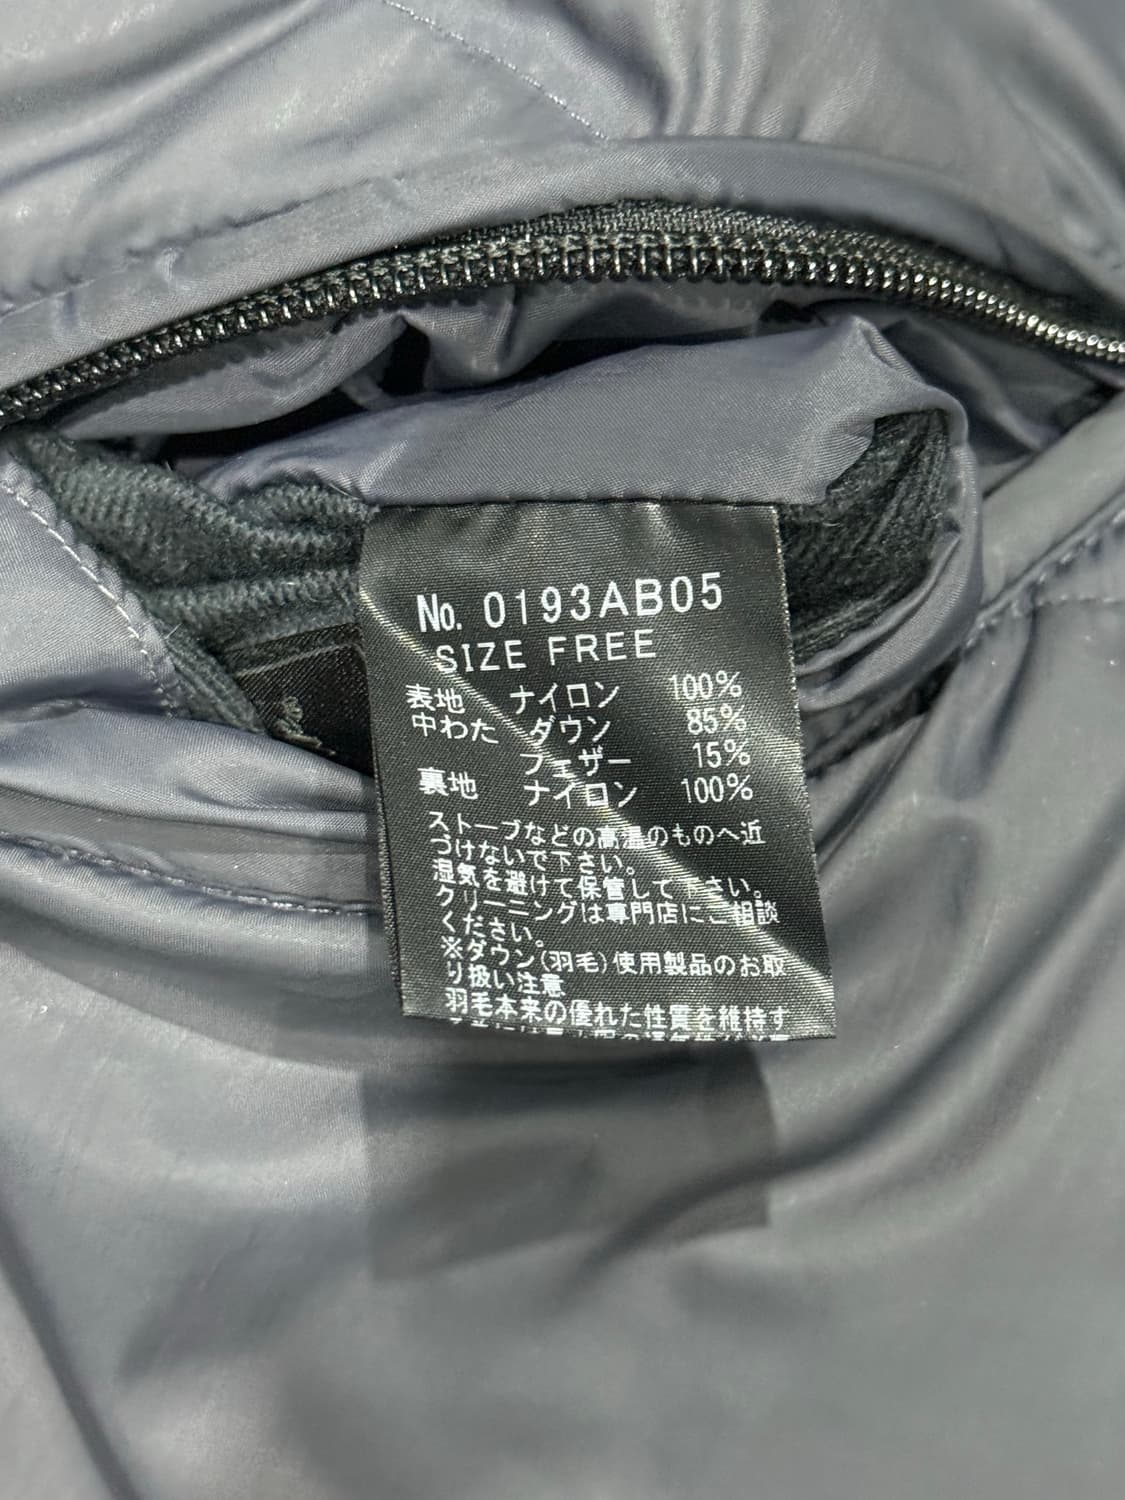 No. 0193AB05
SIZE FREE
表地 ナイロン 100%
中わた ダウン 85%
フェザー 15%
裏地 ナイロン 100%
ストーブなどの高温のものへ近
づけないで下さい。
湿気を避けて保管して下さい。
クリーニングは専門店にご相談
ください。
※ダウン(羽毛)使用製品のお取
り扱い注意
羽毛本来の優れた性質を維持す